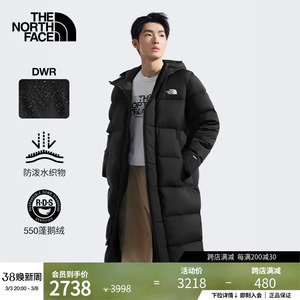 THE
NORTH
FACE
DWR
防泼水织物
R·D·S
550蓬鹅绒
跨店满减 每满200减30
38焕新周
3/3 20:00 - 3/8
会员到手价
2738
¥3998
=
活动价
3218
-
跨店满减
480